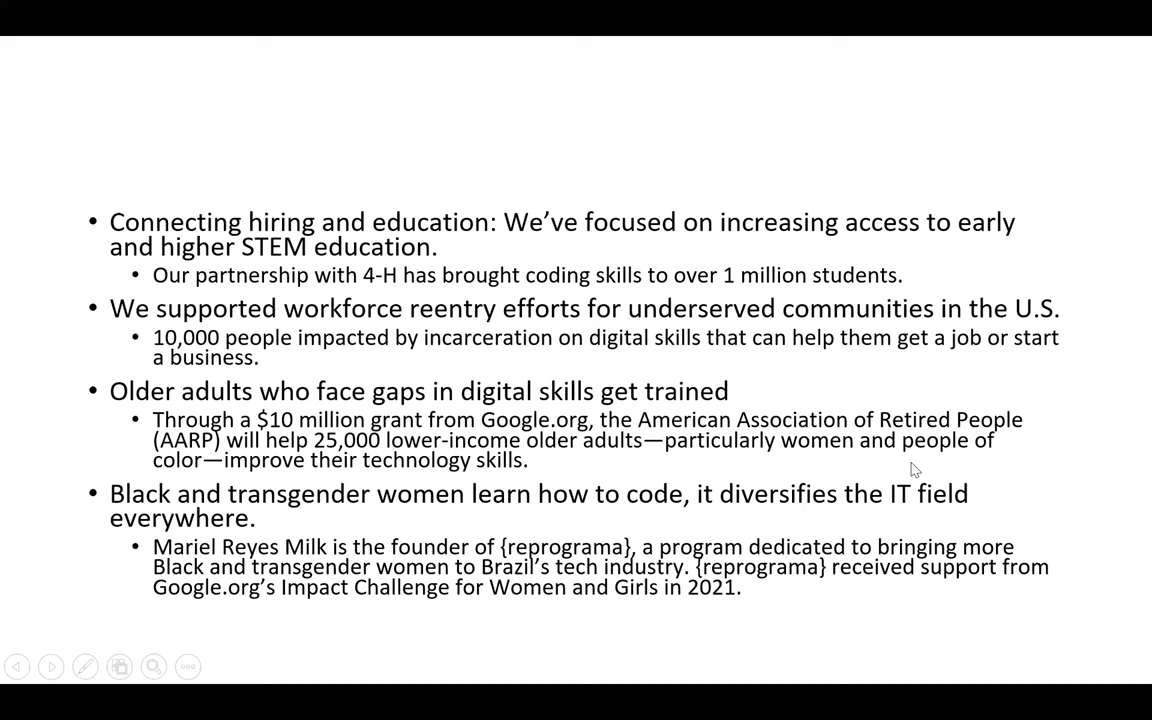 • Connecting hiring and education: We’ve focused on increasing access to early
and higher STEM education.
• Our partnership with 4-H has brought coding skills to over 1 million students.
• We supported workforce reentry efforts for underserved communities in the U.S.
• 10,000 people impacted by incarceration on digital skills that can help them get a job or start
a business.
• Older adults who face gaps in digital skills get trained
• Through a $10 million grant from Google.org, the American Association of Retired People
(AARP) will help 25,000 lower-income older adults—particularly women and people of
color—improve their technology skills.
• Black and transgender women learn how to code, it diversifies the IT field
everywhere.
• Mariel Reyes Milk is the founder of {reprograma}, a program dedicated to bringing more
Black and transgender women to Brazil’s tech industry. {reprograma} received support from
Google.org’s Impact Challenge for Women and Girls in 2021.